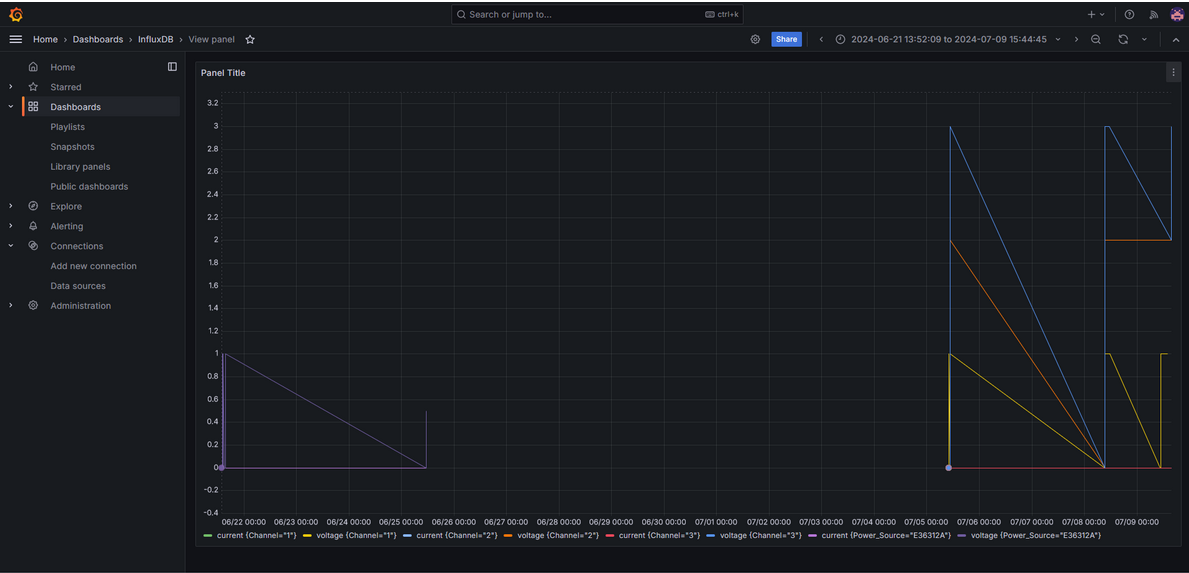 Search or jump to... ctrl+k
Home › Dashboards › InfluxDB › View panel Share 2024-06-21 13:52:09 to 2024-07-09 15:44:45
Home
Starred
Dashboards
Playlists
Snapshots
Library panels
Public dashboards
Explore
Alerting
Connections
Add new connection
Data sources
Administration
Panel Title
3.2
3
2.8
2.6
2.4
2.2
2
1.8
1.6
1.4
1.2
1
0.8
0.6
0.4
0.2
0
-0.2
-0.4
06/22 00:00 06/23 00:00 06/24 00:00 06/25 00:00 06/26 00:00 06/27 00:00 06/28 00:00 06/29 00:00 06/30 00:00 07/01 00:00 07/02 00:00 07/03 00:00 07/04 00:00 07/05 00:00 07/06 00:00 07/07 00:00 07/08 00:00 07/09 00:00
current {Channel="1"} voltage {Channel="1"} current {Channel="2"} voltage {Channel="2"} current {Channel="3"} voltage {Channel="3"} current {Power_Source="E36312A"} voltage {Power_Source="E36312A"}